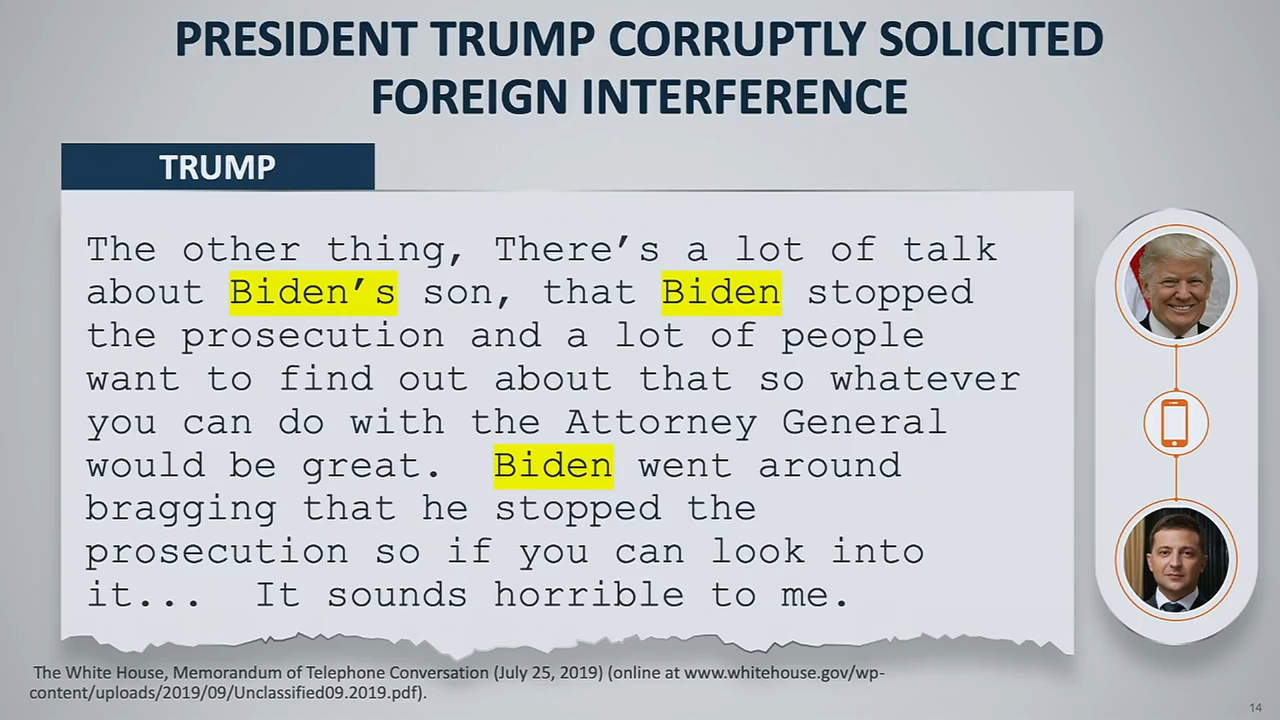 PRESIDENT TRUMP CORRUPTLY SOLICITED
FOREIGN INTERFERENCE
TRUMP
The other thing, There’s a lot of talk
about Biden’s son, that Biden stopped
the prosecution and a lot of people
want to find out about that so whatever
you can do with the Attorney General
would be great.  Biden went around
bragging that he stopped the
prosecution so if you can look into
it...  It sounds horrible to me.
The White House, Memorandum of Telephone Conversation (July 25, 2019) (online at www.whitehouse.gov/wp-
content/uploads/2019/09/Unclassified09.2019.pdf).
14